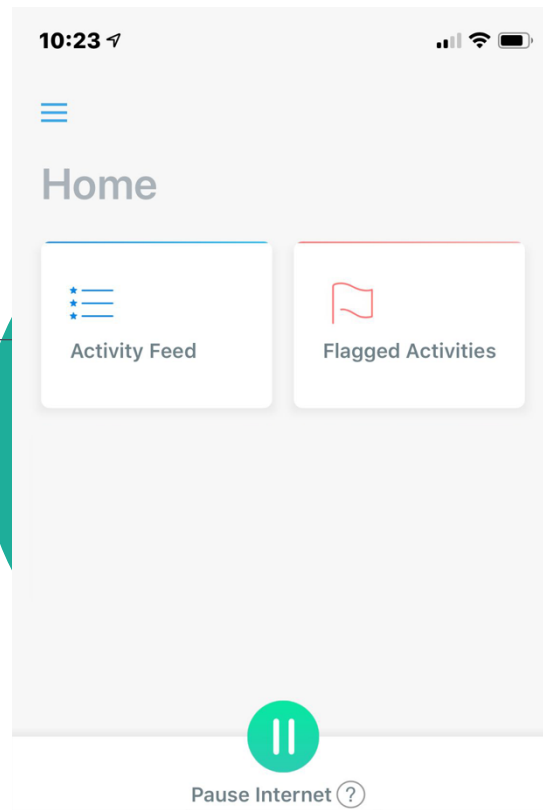 10:23
Home
Activity Feed
Flagged Activities
Pause Internet ?